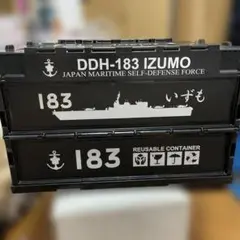 DDH-183 IZUMO
JAPAN MARITIME SELF-DEFENSE FORCE
183 いずも
183 REUSABLE CONTAINER